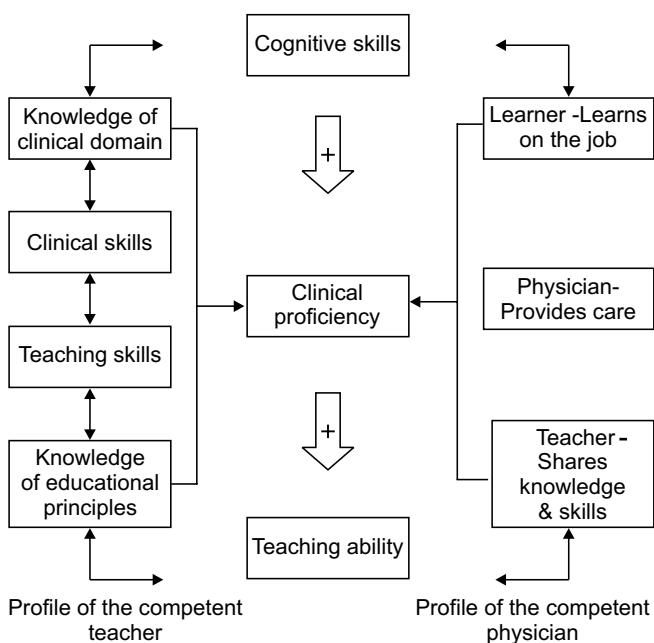 Cognitive skills
Knowledge of
clinical domain
Learner -Learns
on the job
+
Clinical skills
Clinical
proficiency
Physician-
Provides care
Teaching skills
+
Knowledge
of educational
principles
Teacher -
Shares
knowledge
& skills
Teaching ability
Profile of the competent
teacher
Profile of the competent
physician